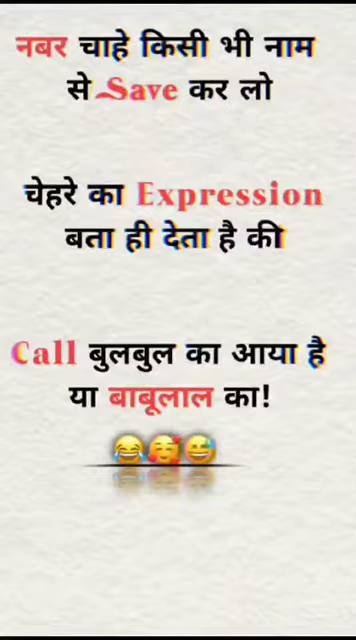 नबर चाहे किसी भी नाम
से Save कर लो
चेहरे का Expression
बता ही देता है की
Call बुलबुल का आया है
या बाबूलाल का!
😂🥰😅